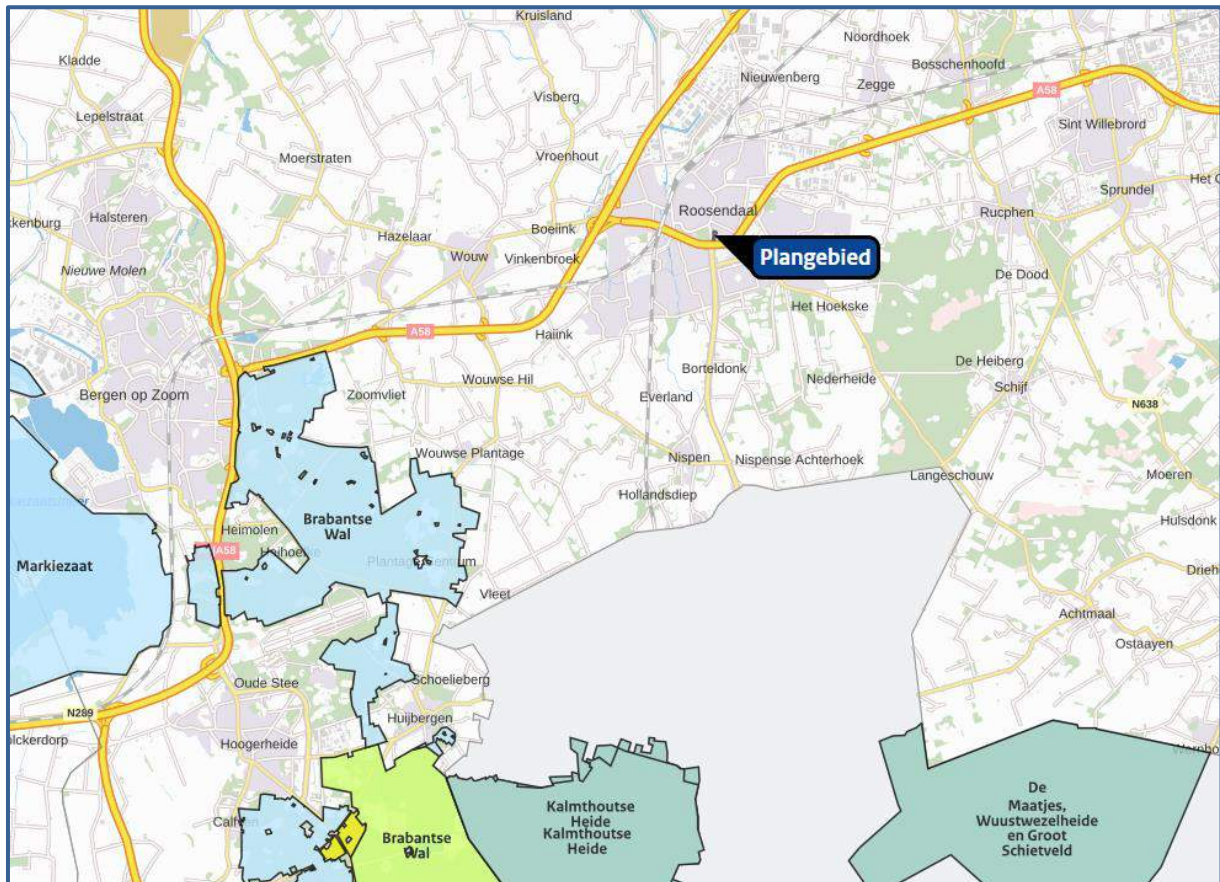 Kruisland
Noordhoek
Bosschenhoofd
Kladde
Nieuwenberg
Zegge
A58
Visberg
Lepelstraat
Sint Willebrord
Moerstraten
Vroenhout
Sprundel
Halsteren
Roosendaal
Rucphen
Hazelaar
Boeiink
Wouw
Vinkenbroek
Plangebied
Nieuwe Molen
De Dood
Het Hoekske
A58
Haiink
De Heiberg
Borteldonk
Wouwse Hil
Nederheide
Schijf
Bergen op Zoom
Zoomvliet
Everland
N638
Wouwse Plantage
Nispen
Nispense Achterhoek
Langeschouw
Moeren
Hollandsdiep
Brabantse
Wal
Heimolen
Hulsdonk
A58
Markiezaat
Vleet
Achtmaal
Ostaayen
Oude Stee
Schoelieberg
N289
Huijbergen
Hoogerheide
De
Maatjes,
Wuustwezelheide
en Groot
Schietveld
Kalmthoutse
Heide
Kalmthoutse
Heide
Brabantse
Wal